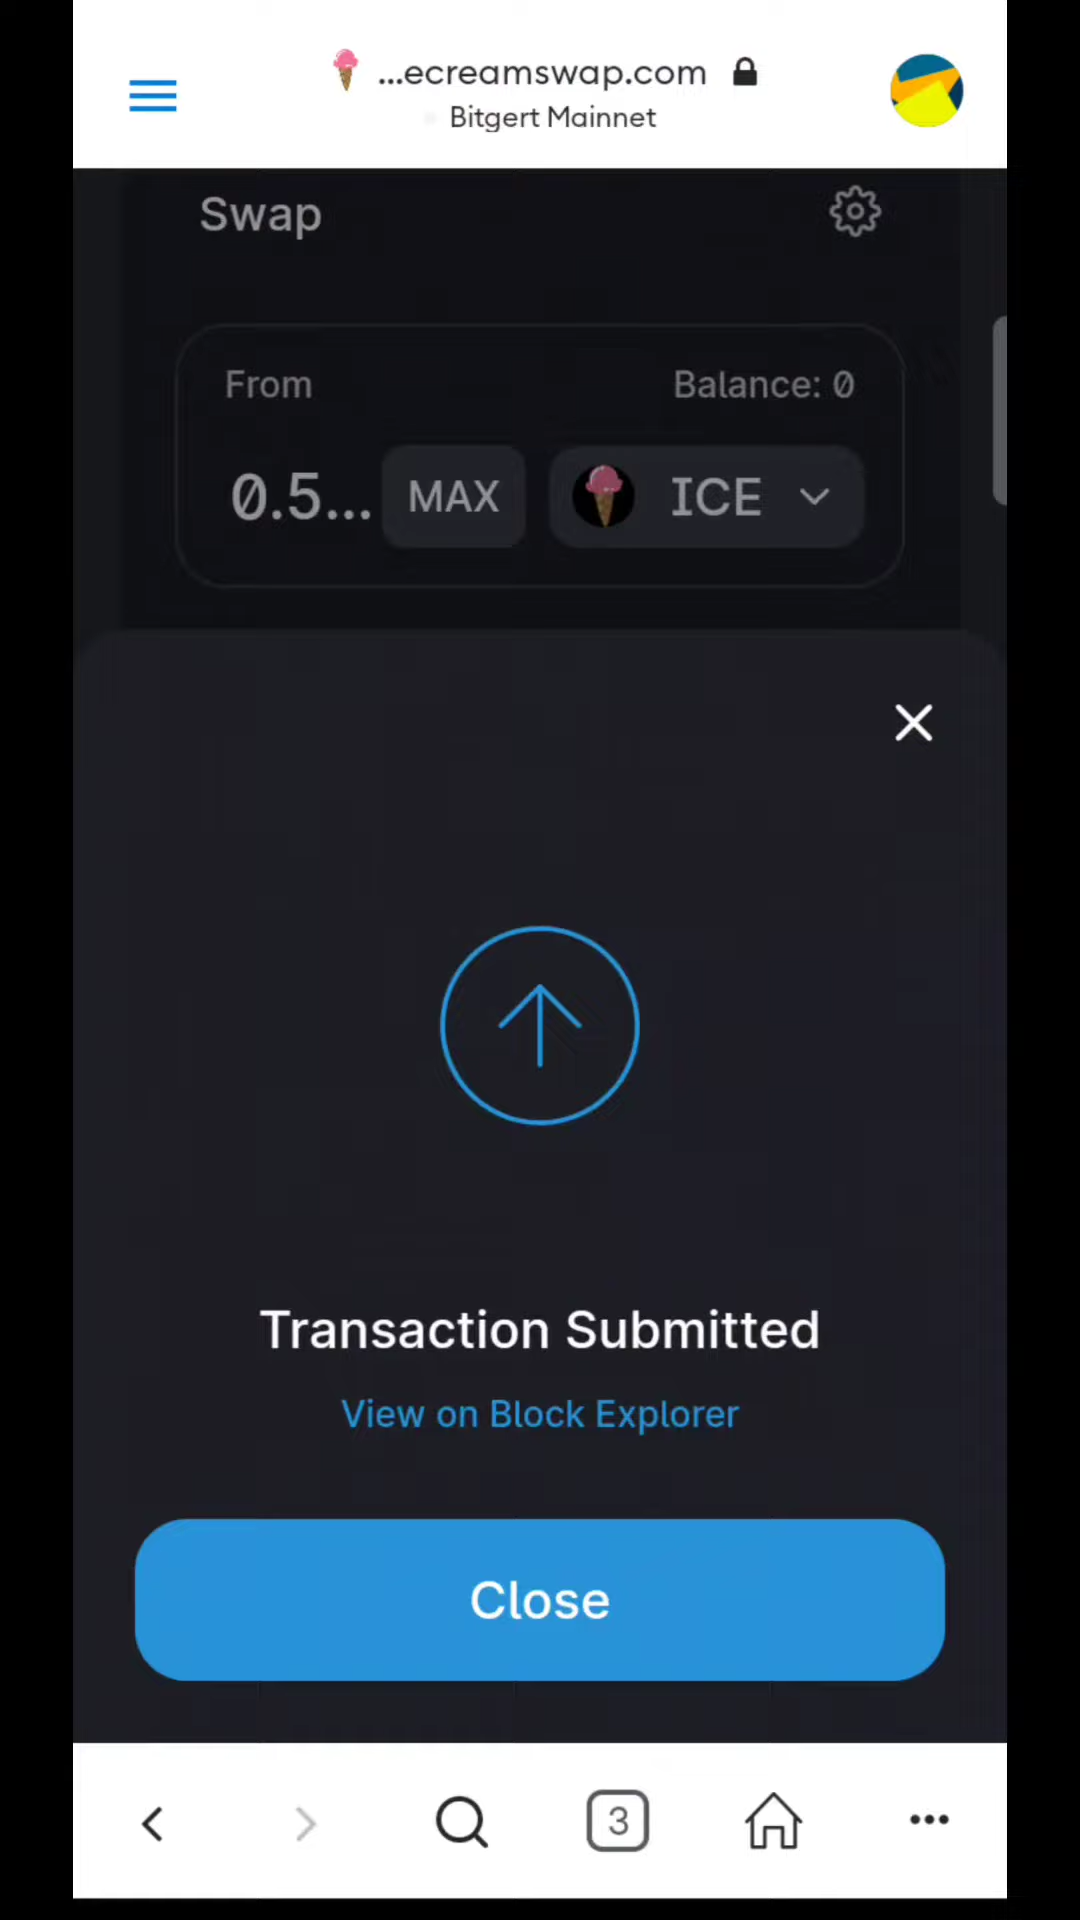 ...ecreamswap.com
Bitgert Mainnet
Swap
From
Balance: 0
0.5...
MAX
ICE
Transaction Submitted
View on Block Explorer
Close
3